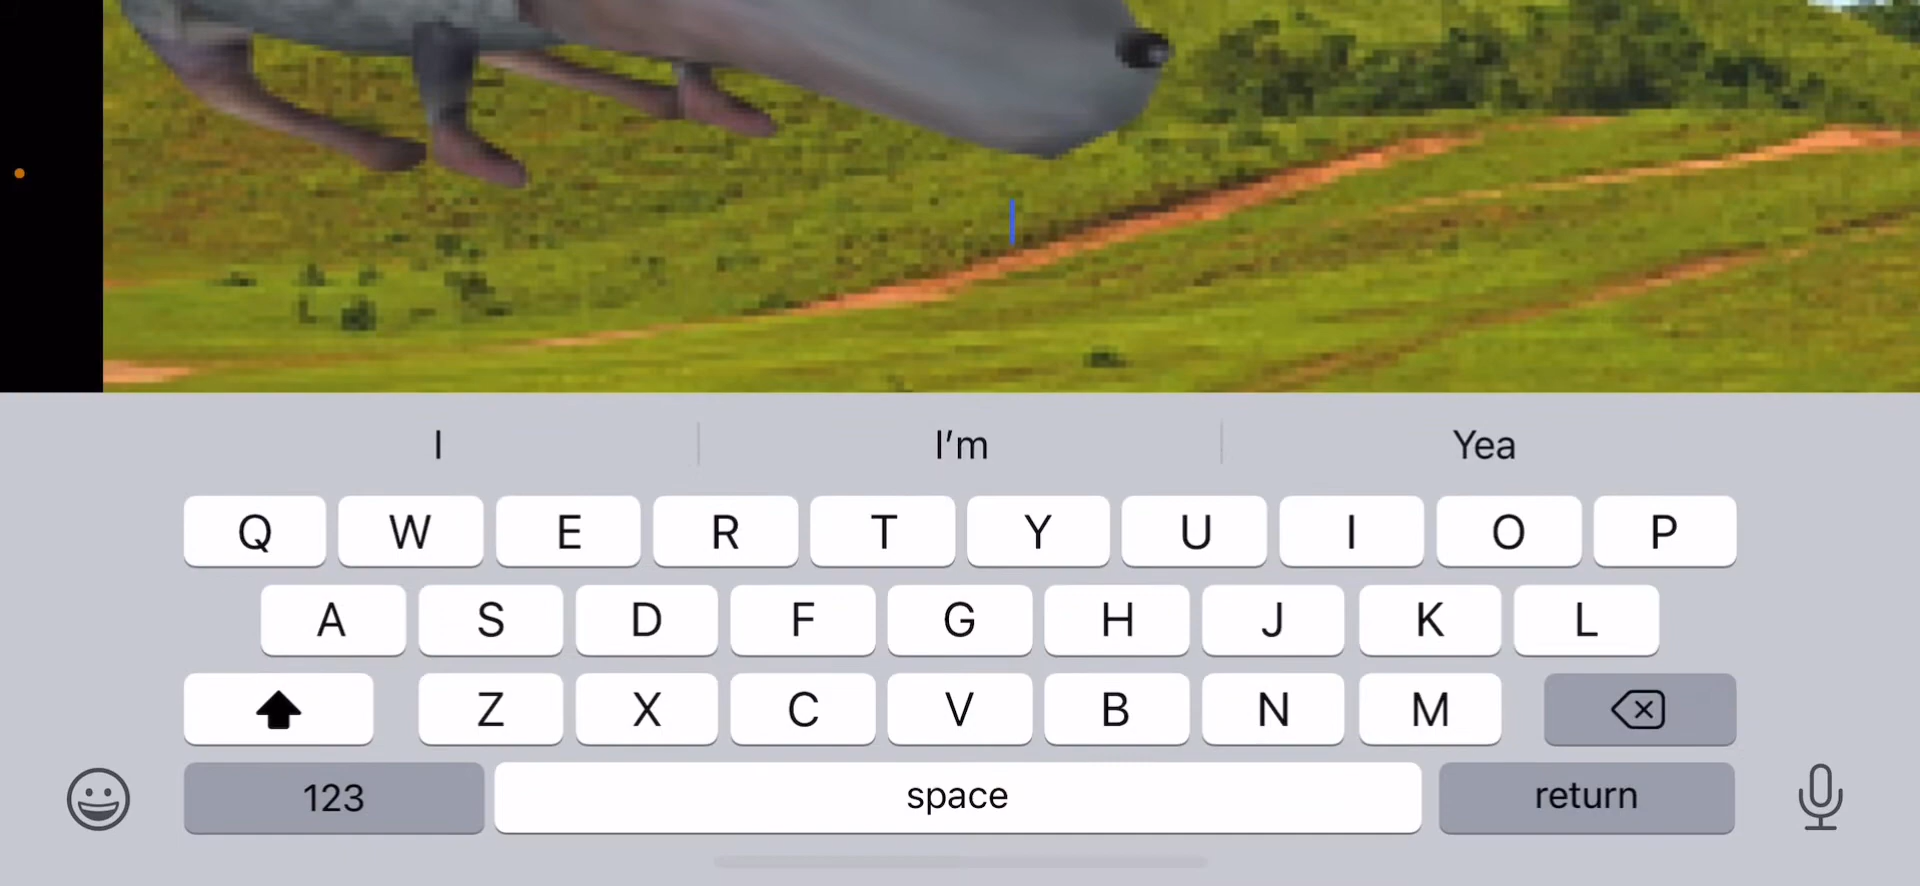 I I'm Yea
Q W E R T Y U I O P
A S D F G H J K L
Z X C V B N M
123 space return